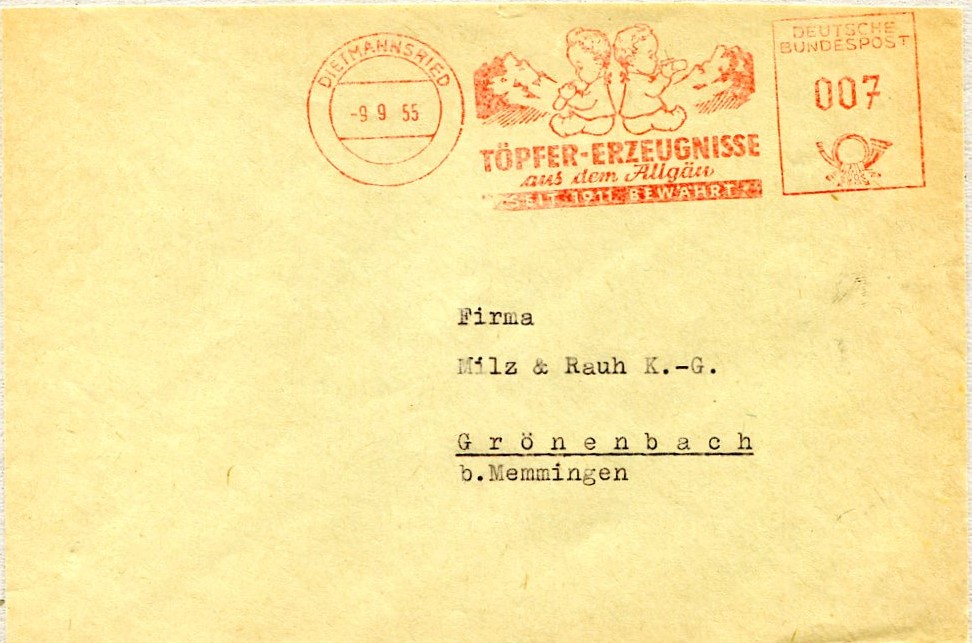 DIETMANNSRIED
-9 9 55
TÖPFER-ERZEUGNISSE
aus dem Allgäu
SEIT 1911 BEWÄHRT
DEUTSCHE
BUNDESPOST
007
Firma
Milz & Rauh K.-G.
Grönenbach
b.Memmingen